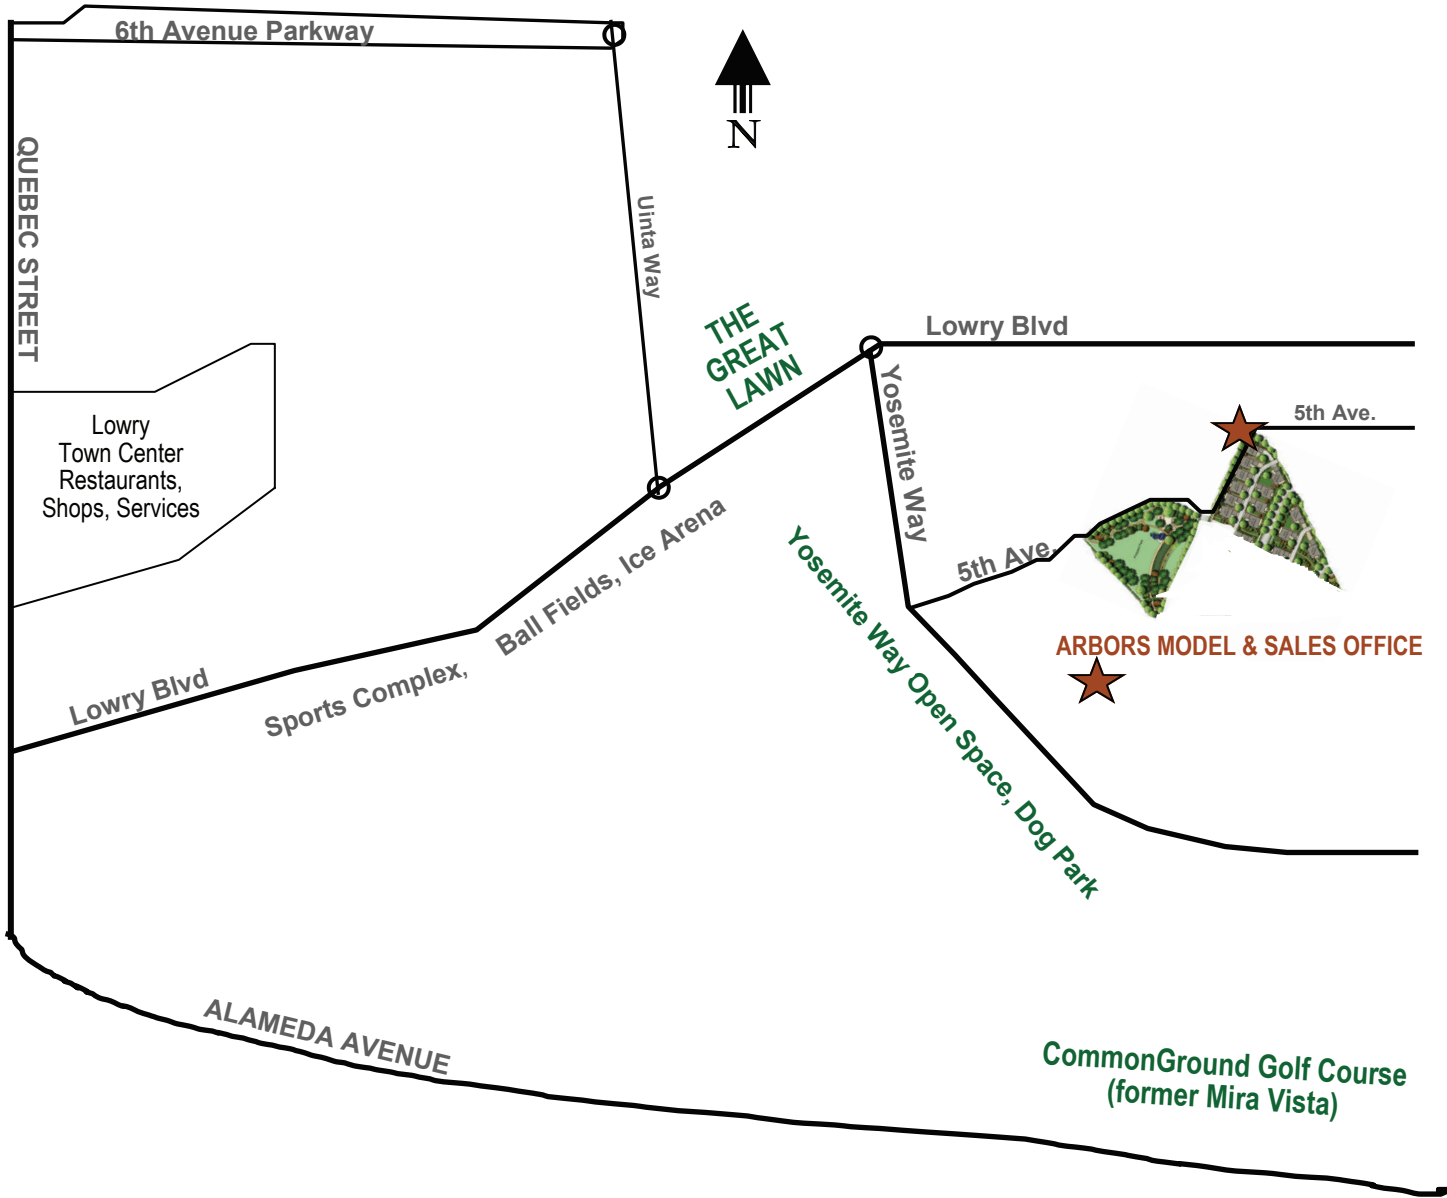 6th Avenue Parkway
N
QUEBEC STREET
Uinta Way
THE
GREAT
LAWN
Lowry Blvd
Yosemite Way
5th Ave.
Lowry
Town Center
Restaurants,
Shops, Services
5th Ave.
Sports Complex, Ball Fields, Ice Arena
Yosemite Way Open Space, Dog Park
ARBORS MODEL & SALES OFFICE
Lowry Blvd
ALAMEDA AVENUE
CommonGround Golf Course
(former Mira Vista)